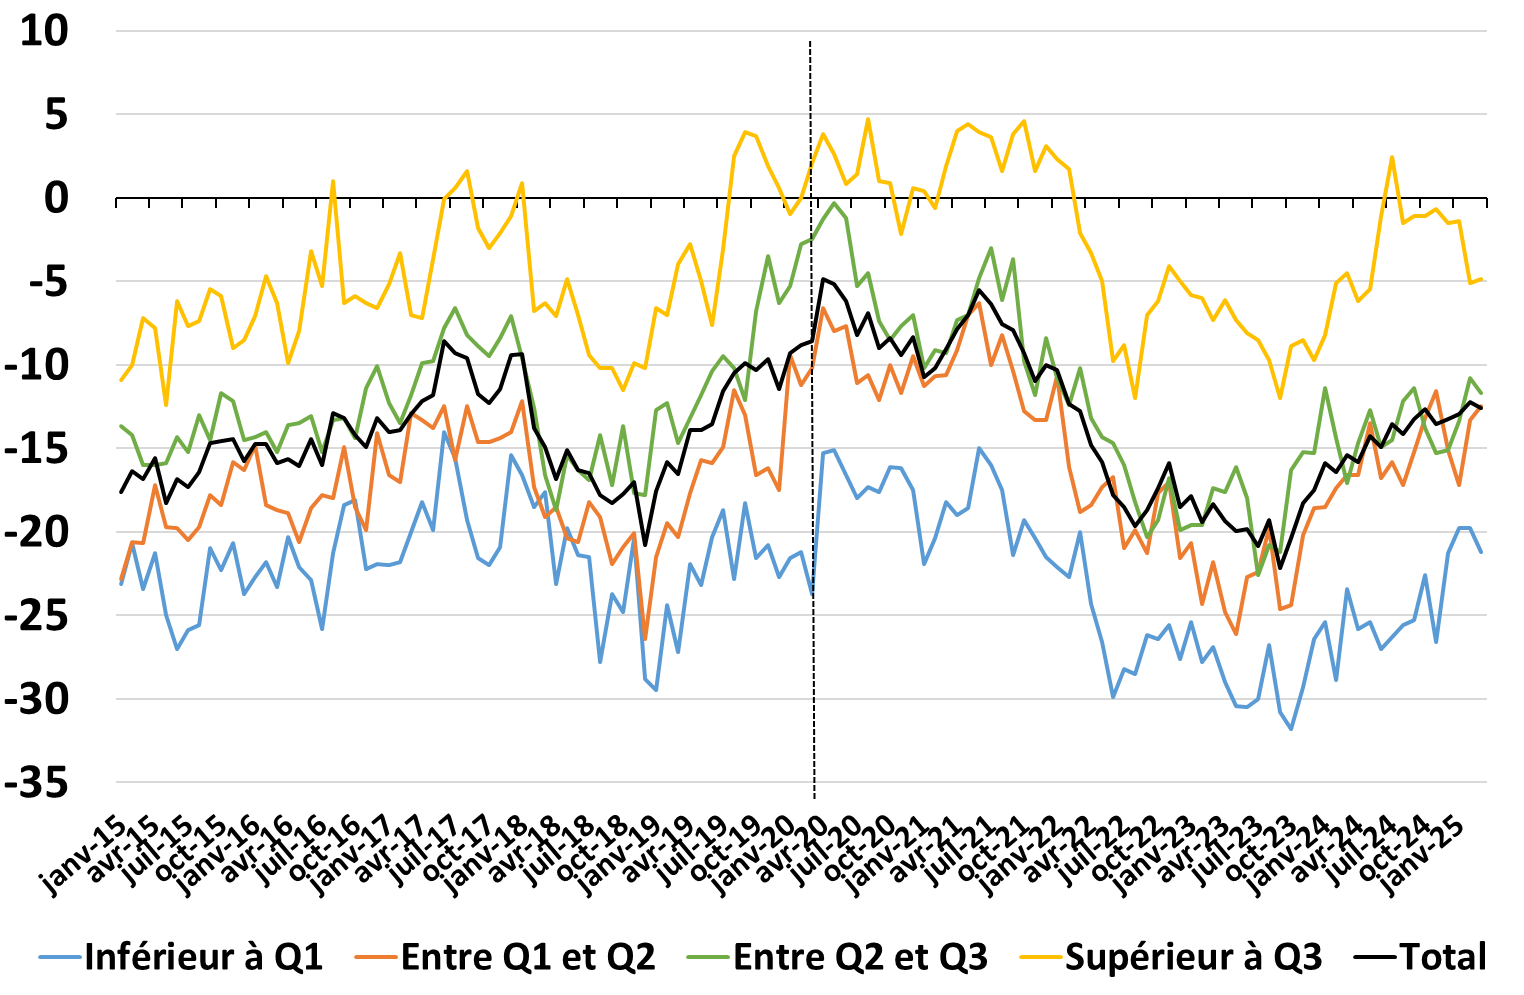 10
5
0
-5
-10
-15
-20
-25
-30
-35
janv-15
avr-15
juil-15
oct-15
janv-16
avr-16
juil-16
oct-16
janv-17
avr-17
juil-17
oct-17
janv-18
avr-18
juil-18
oct-18
janv-19
avr-19
juil-19
oct-19
janv-20
avr-20
juil-20
oct-20
janv-21
avr-21
juil-21
oct-21
janv-22
avr-22
juil-22
oct-22
janv-23
avr-23
juil-23
oct-23
janv-24
avr-24
juil-24
oct-24
janv-25
Inférieur à Q1 Entre Q1 et Q2 Entre Q2 et Q3 Supérieur à Q3 Total